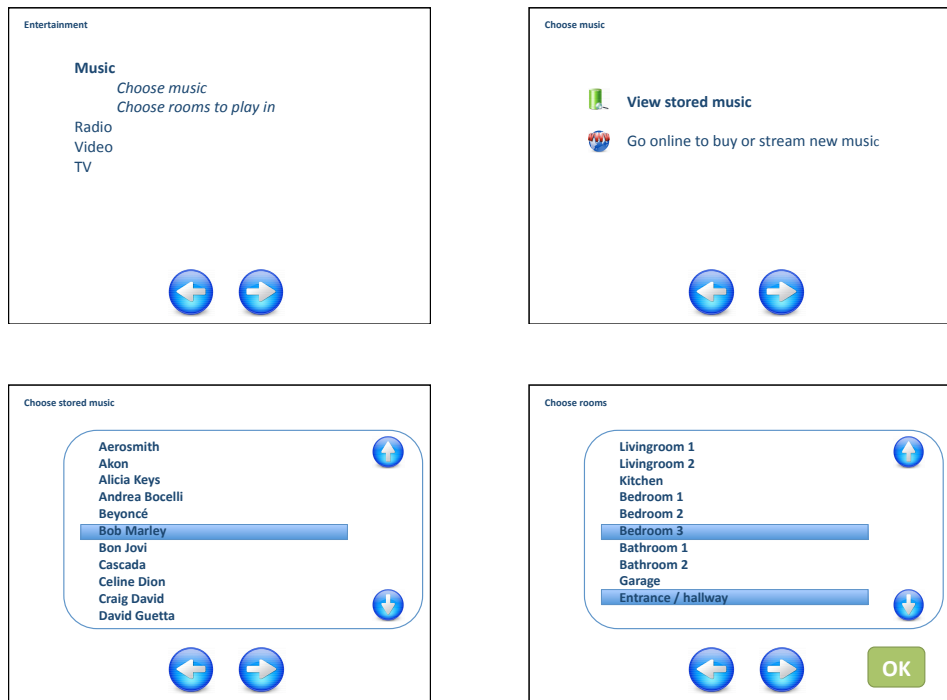 Entertainment
Music
Choose music
Choose rooms to play in
Radio
Video
TV
Choose music
View stored music
www
Go online to buy or stream new music
Choose stored music
Aerosmith
Akon
Alicia Keys
Andrea Bocelli
Beyoncé
Bob Marley
Bon Jovi
Cascada
Celine Dion
Craig David
David Guetta
Choose rooms
Livingroom 1
Livingroom 2
Kitchen
Bedroom 1
Bedroom 2
Bedroom 3
Bathroom 1
Bathroom 2
Garage
Entrance / hallway
OK